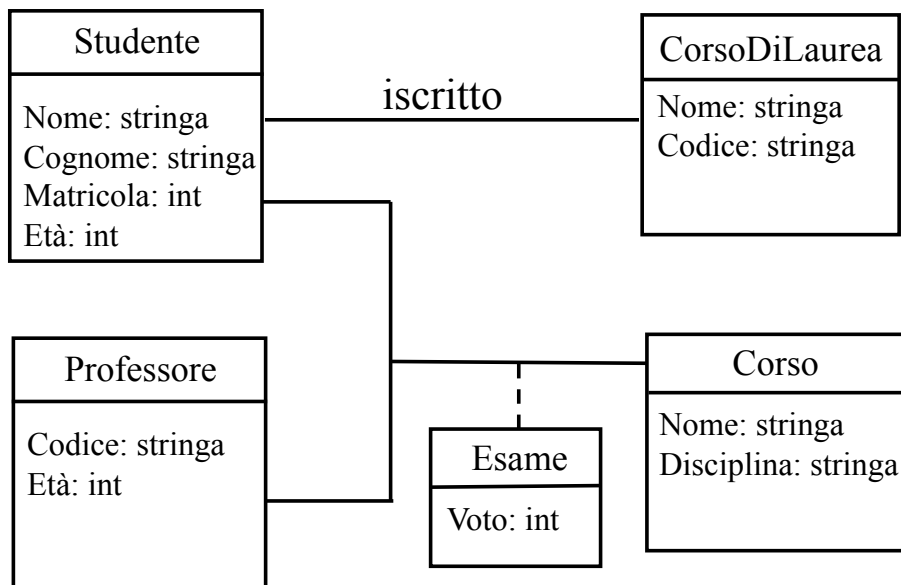 Studente
Nome: stringa
Cognome: stringa
Matricola: int
Età: int
iscritto
CorsoDiLaurea
Nome: stringa
Codice: stringa
Professore
Codice: stringa
Età: int
Esame
Voto: int
Corso
Nome: stringa
Disciplina: stringa